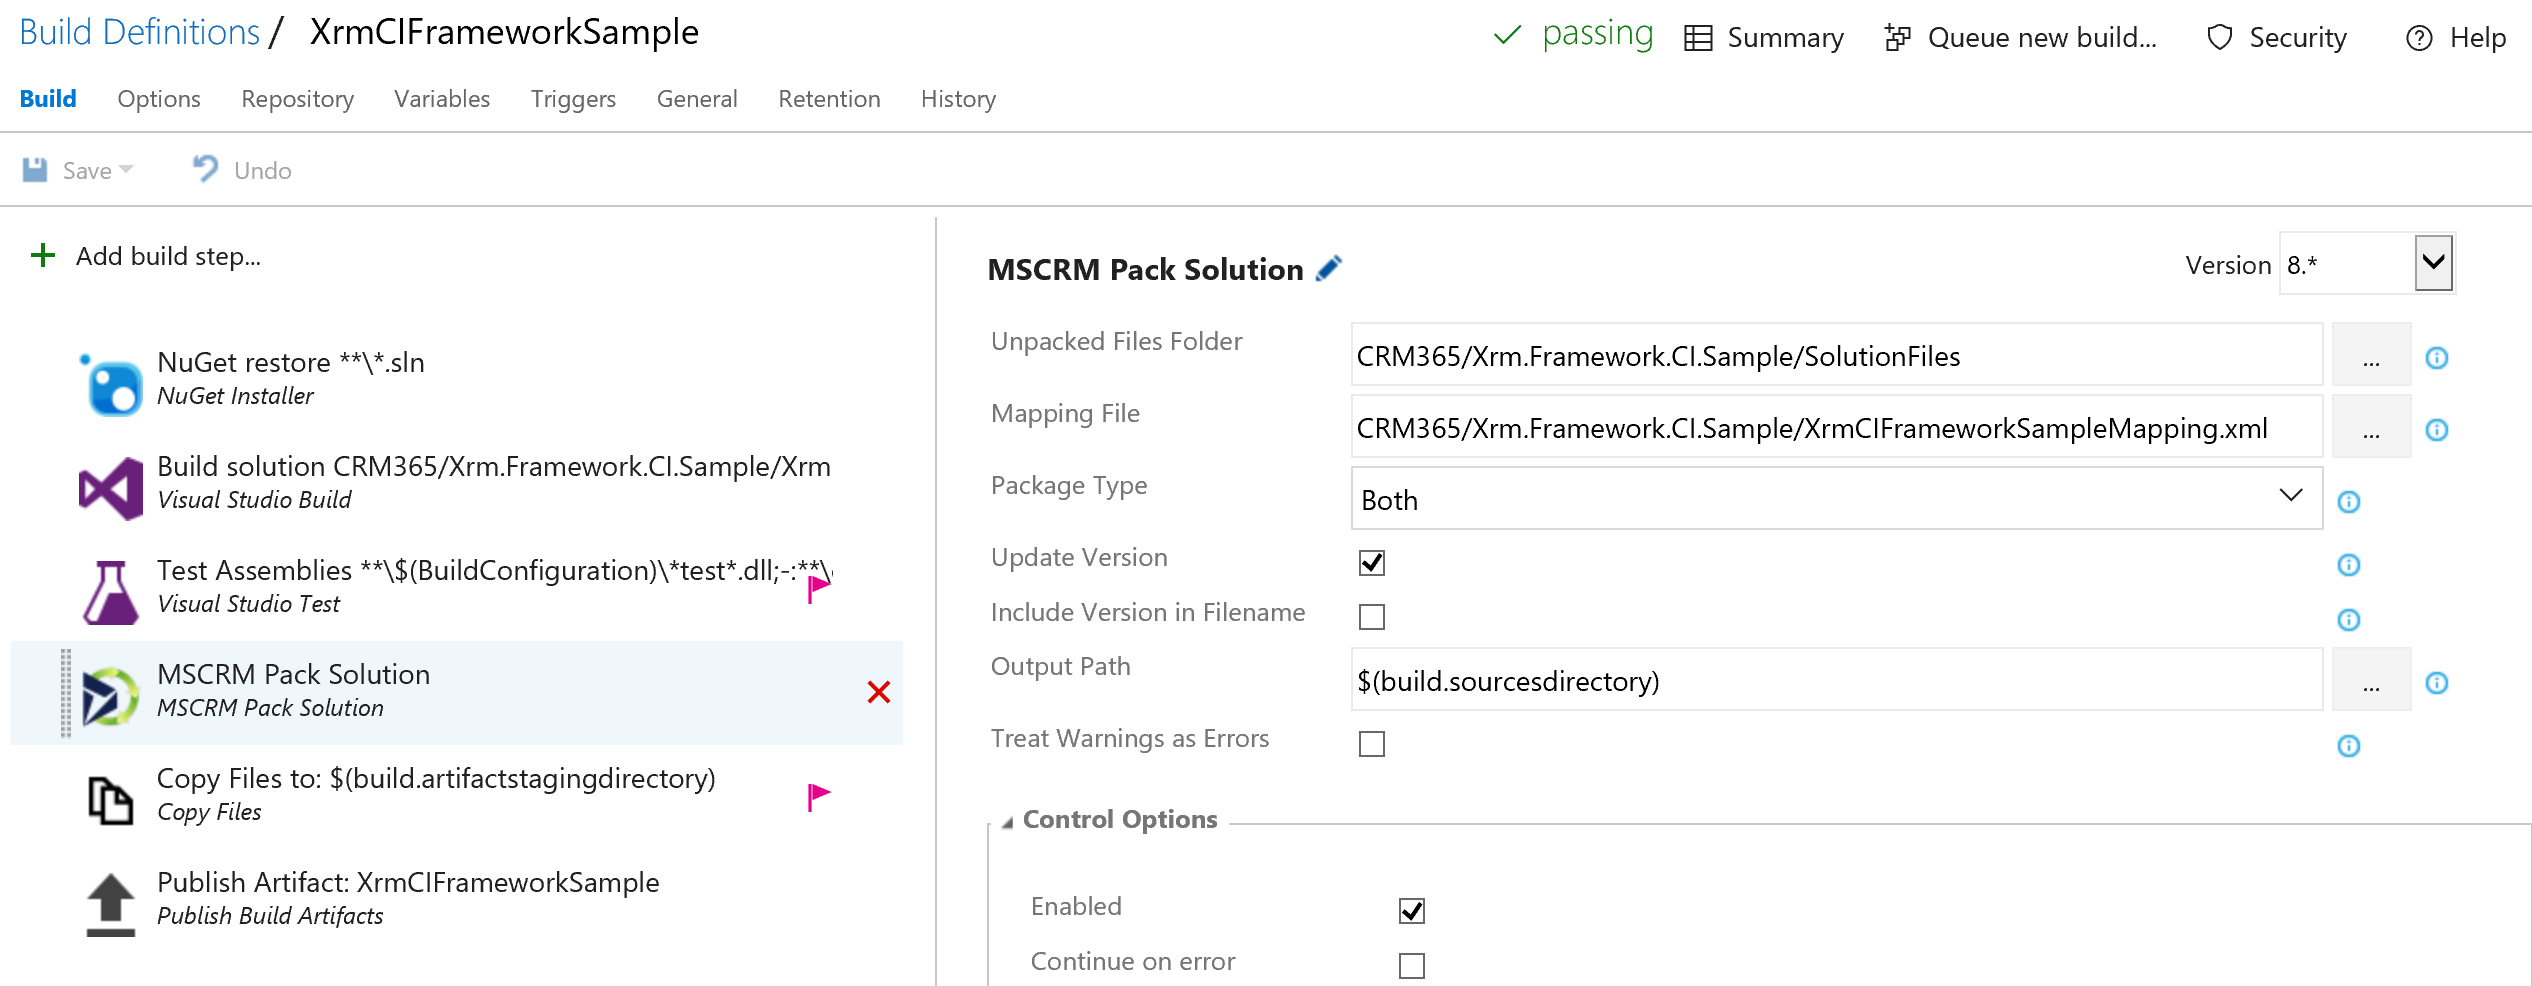 Build Definitions / XrmCIFrameworkSample
passing Summary Queue new build... Security Help
Build Options Repository Variables Triggers General Retention History
Save Undo
Add build step...
NuGet restore **\*.sln
NuGet Installer
Build solution CRM365/Xrm.Framework.CI.Sample/Xrm
Visual Studio Build
Test Assemblies **\$(BuildConfiguration)\*test*.dll;-:**\
Visual Studio Test
MSCRM Pack Solution
MSCRM Pack Solution
Copy Files to: $(build.artifactstagingdirectory)
Copy Files
Publish Artifact: XrmCIFrameworkSample
Publish Build Artifacts
MSCRM Pack Solution
Version 8.*
Unpacked Files Folder CRM365/Xrm.Framework.CI.Sample/SolutionFiles ...
Mapping File CRM365/Xrm.Framework.CI.Sample/XrmCIFrameworkSampleMapping.xml ...
Package Type Both
Update Version
Include Version in Filename
Output Path $(build.sourcesdirectory) ...
Treat Warnings as Errors
Control Options
Enabled
Continue on error